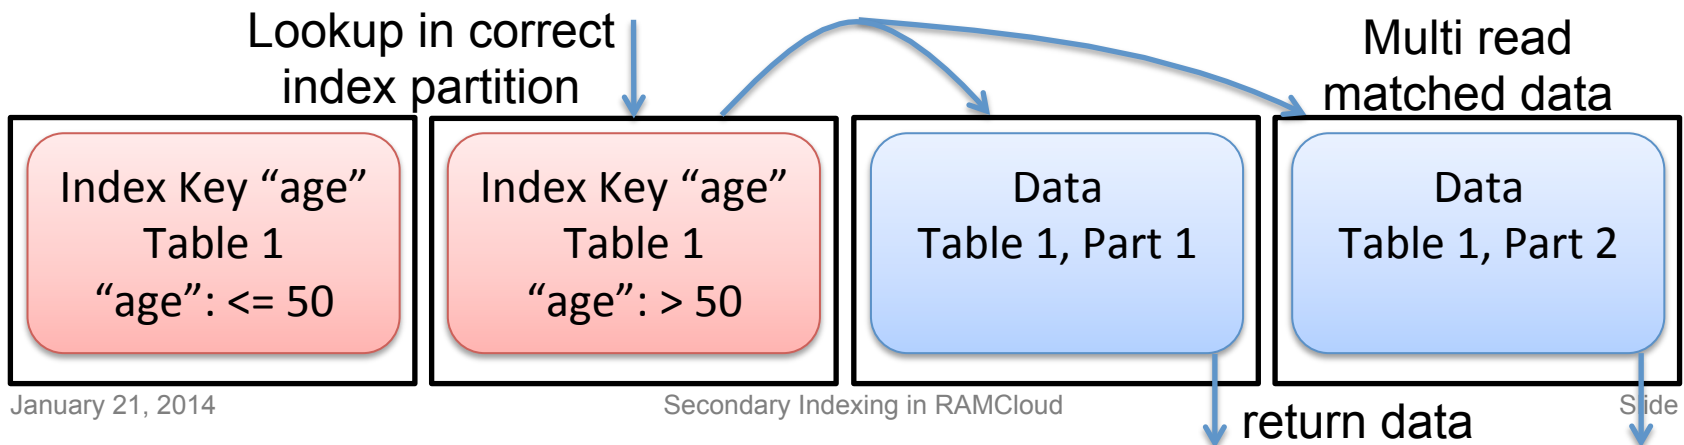 Lookup in correct
index partition
Multi read
matched data
Index Key “age”
Table 1
“age”: <= 50
Index Key “age”
Table 1
“age”: > 50
Data
Table 1, Part 1
Data
Table 1, Part 2
January 21, 2014
Secondary Indexing in RAMCloud
Slide
return data